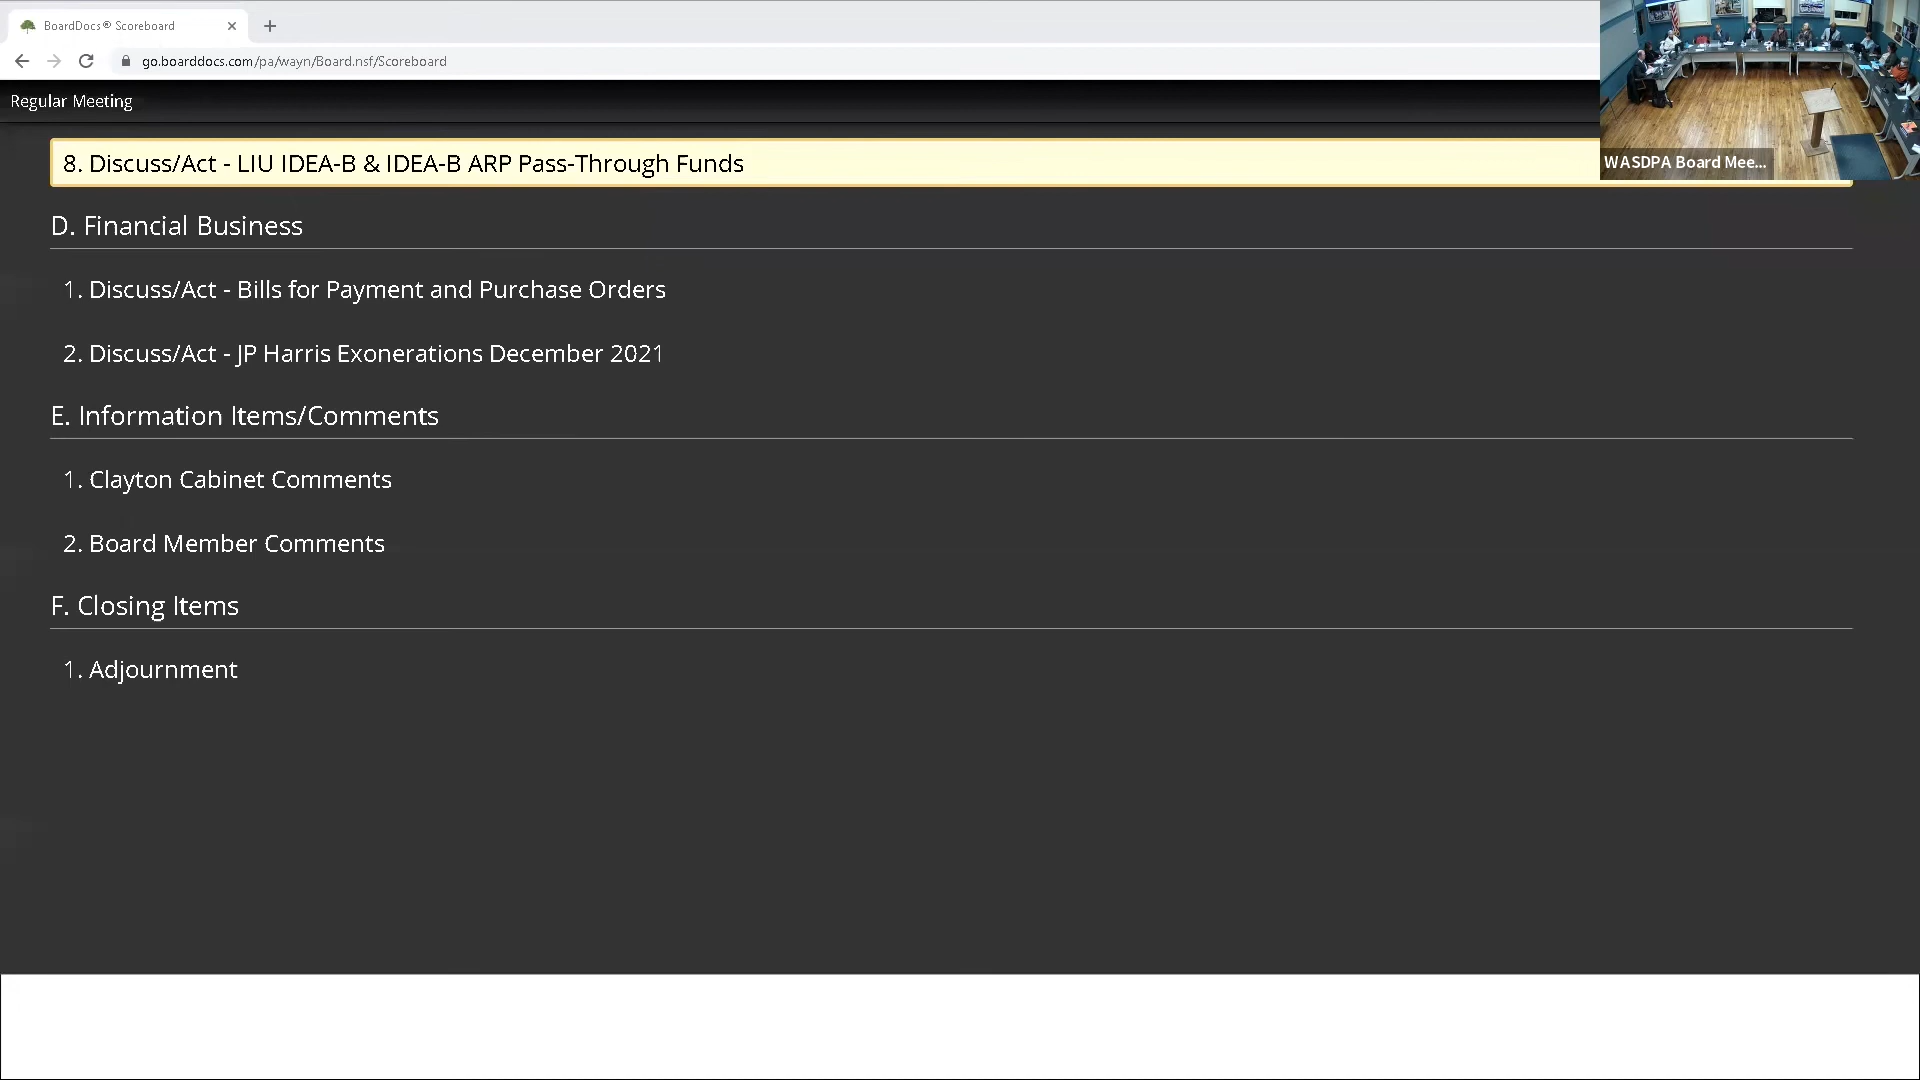 BoardDocs® Scoreboard
go.boarddocs.com/pa/wayn/Board.nsf/Scoreboard
Regular Meeting
8. Discuss/Act - LIU IDEA-B & IDEA-B ARP Pass-Through Funds
WASDPA Board Mee...
D. Financial Business
1. Discuss/Act - Bills for Payment and Purchase Orders
2. Discuss/Act - JP Harris Exonerations December 2021
E. Information Items/Comments
1. Clayton Cabinet Comments
2. Board Member Comments
F. Closing Items
1. Adjournment